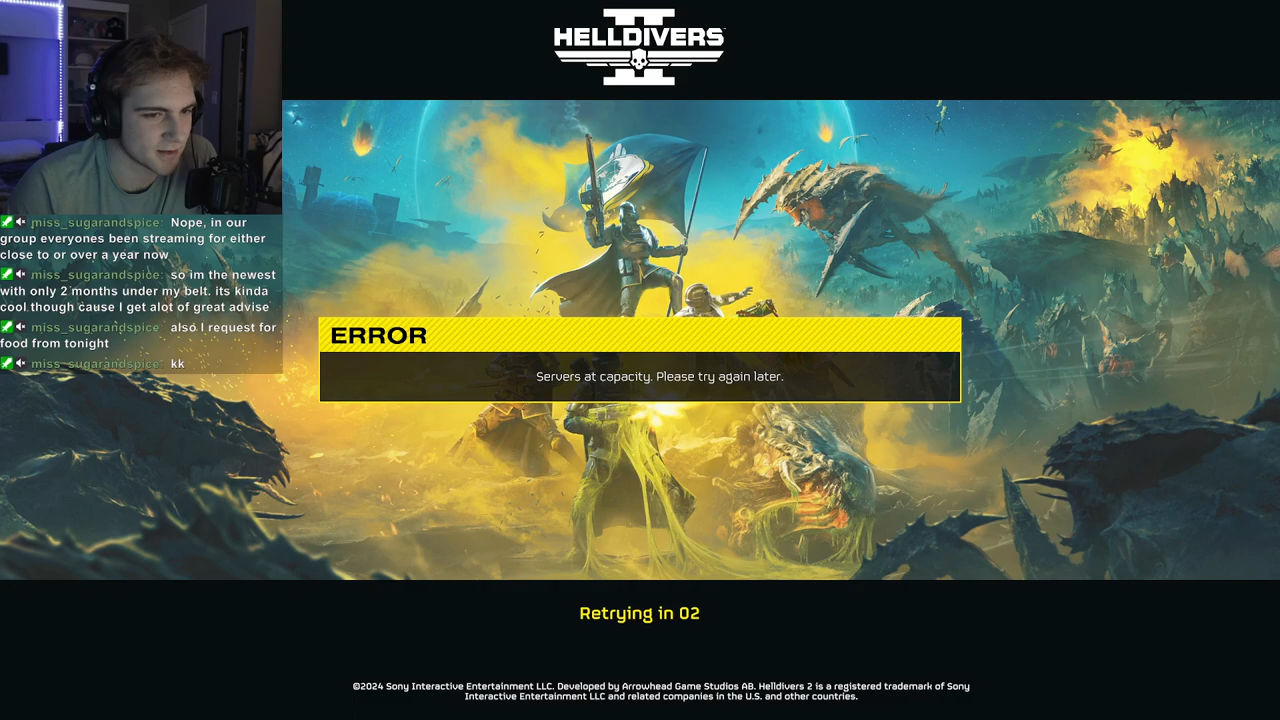 HELLDIVERS
II
miss_sugarandspice: Nope, in our
group everyones been streaming for either
close to or over a year now
miss_sugarandspice: so im the newest
with only 2 months under my belt. its kinda
cool though cause I get alot of great advise
miss_sugarandspice: also I request for
food from tonight
miss_sugarandspice: kk
ERROR
Servers at capacity. Please try again later.
Retrying in 02
©2024 Sony Interactive Entertainment LLC. Developed by Arrowhead Game Studios AB. Helldivers 2 is a registered trademark of Sony
Interactive Entertainment LLC and related companies in the U.S. and other countries.